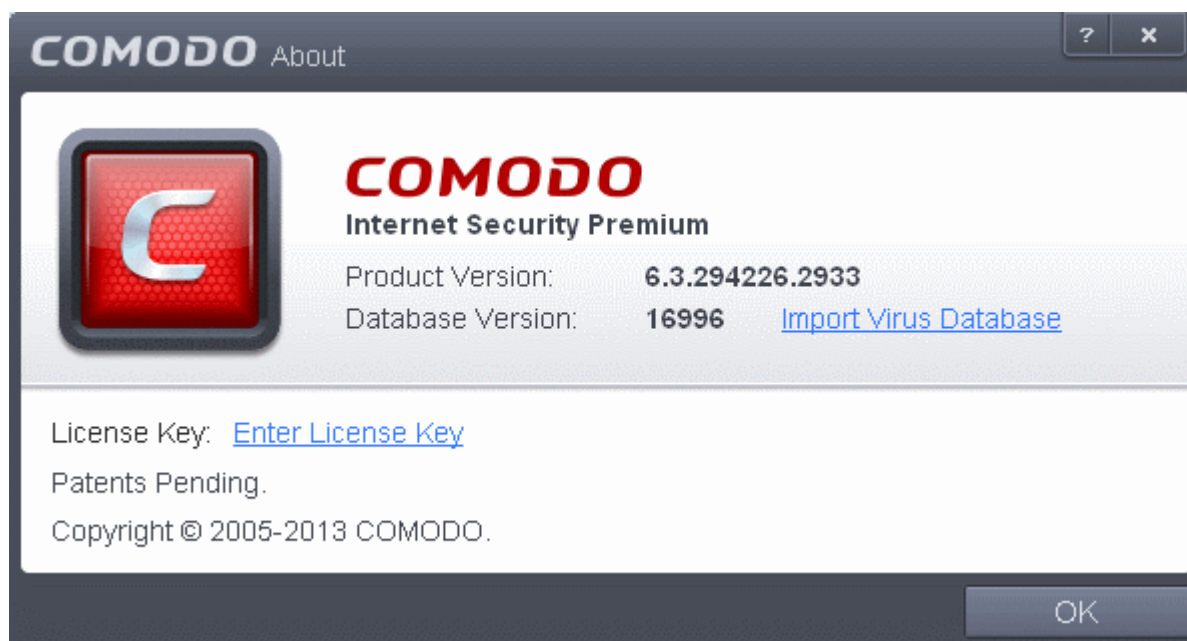 COMODO About
? x
C
COMODO
Internet Security Premium
Product Version: 6.3.294226.2933
Database Version: 16996 Import Virus Database
License Key: Enter License Key
Patents Pending.
Copyright © 2005-2013 COMODO.
OK